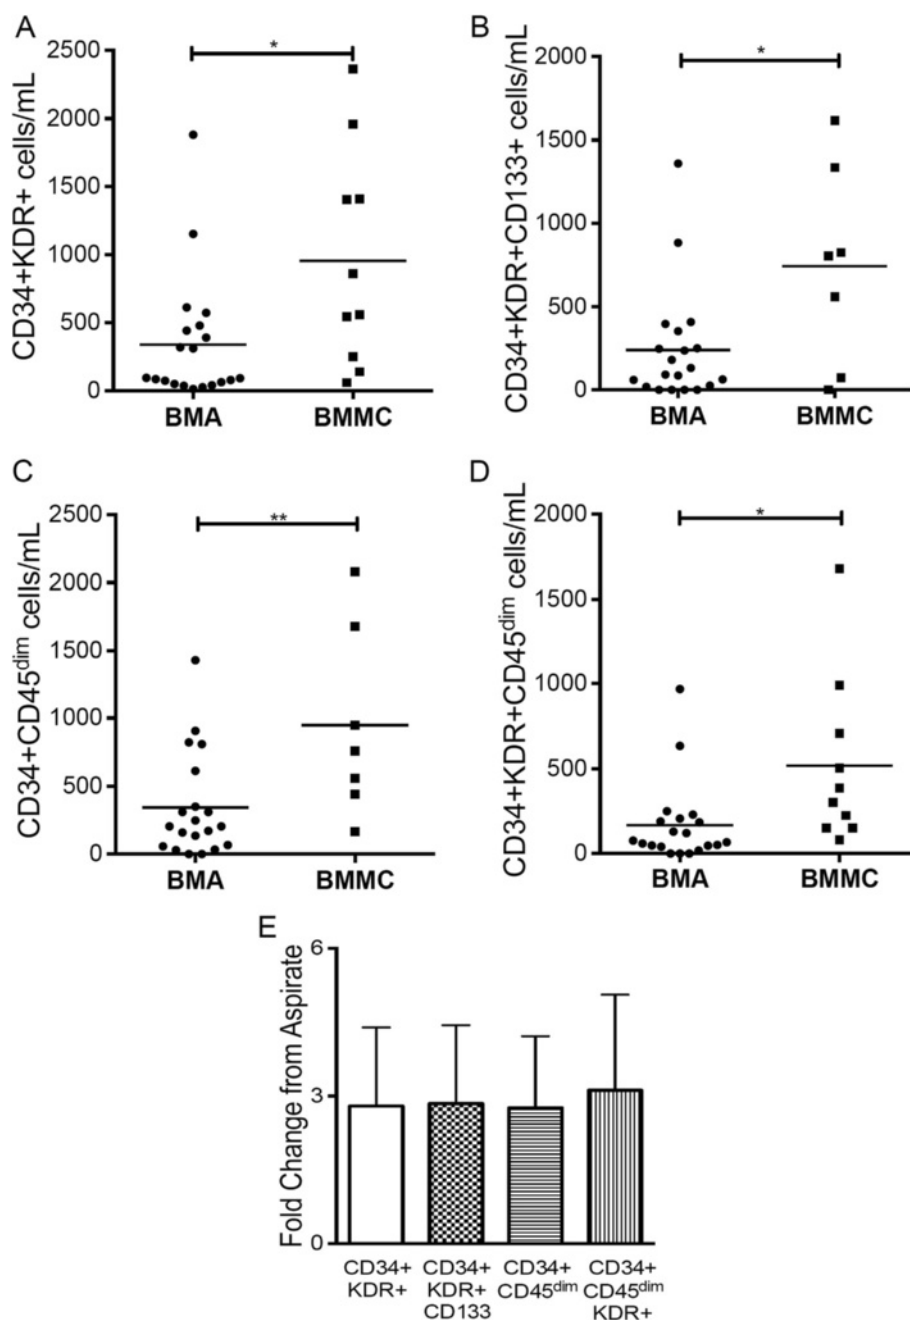 A
CD34+KDR+ cells/mL
2500
2000
1500
1000
500
0
*
BMA
BMMC
B
CD34+KDR+CD133+ cells/mL
2000
1500
1000
500
0
*
BMA
BMMC
C
CD34+CD45dim cells/mL
2500
2000
1500
1000
500
0
**
BMA
BMMC
D
CD34+KDR+CD45dim cells/mL
2000
1500
1000
500
0
*
BMA
BMMC
E
Fold Change from Aspirate
6
3
0
CD34+
KDR+
CD34+
KDR+
CD133
CD34+
CD45dim
CD34+
CD45dim
KDR+